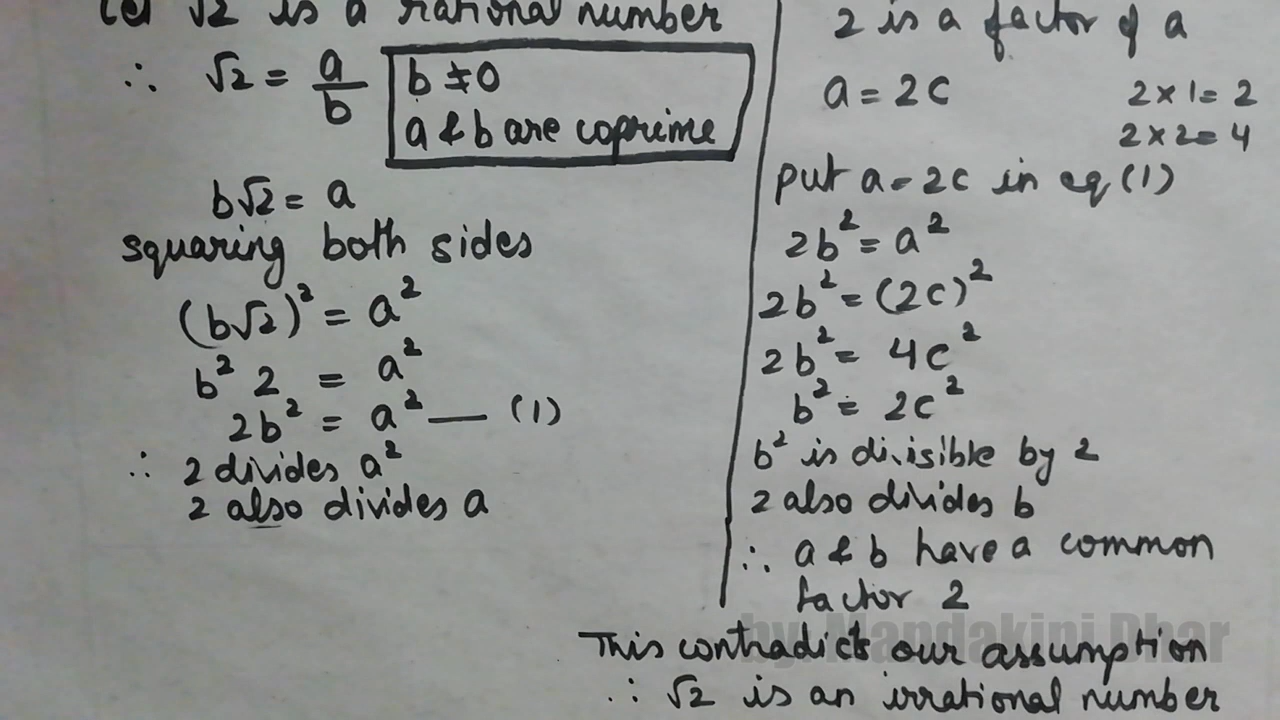 Let √2 is a rational number
∴ √2 = a/b
b ≠ 0
a & b are coprime
b√2 = a
squaring both sides
(b√2)² = a²
b² 2 = a²
2b² = a² — (1)
∴ 2 divides a²
2 also divides a
2 is a factor of a
a = 2c
2 × 1 = 2
2 × 2 = 4
put a = 2c in eq (1)
2b² = a²
2b² = (2c)²
2b² = 4c²
b² = 2c²
b² is divisible by 2
2 also divides b
∴ a & b have a common
factor 2
This contradicts our assumption
∴ √2 is an irrational number
by: Mandakini Dhar